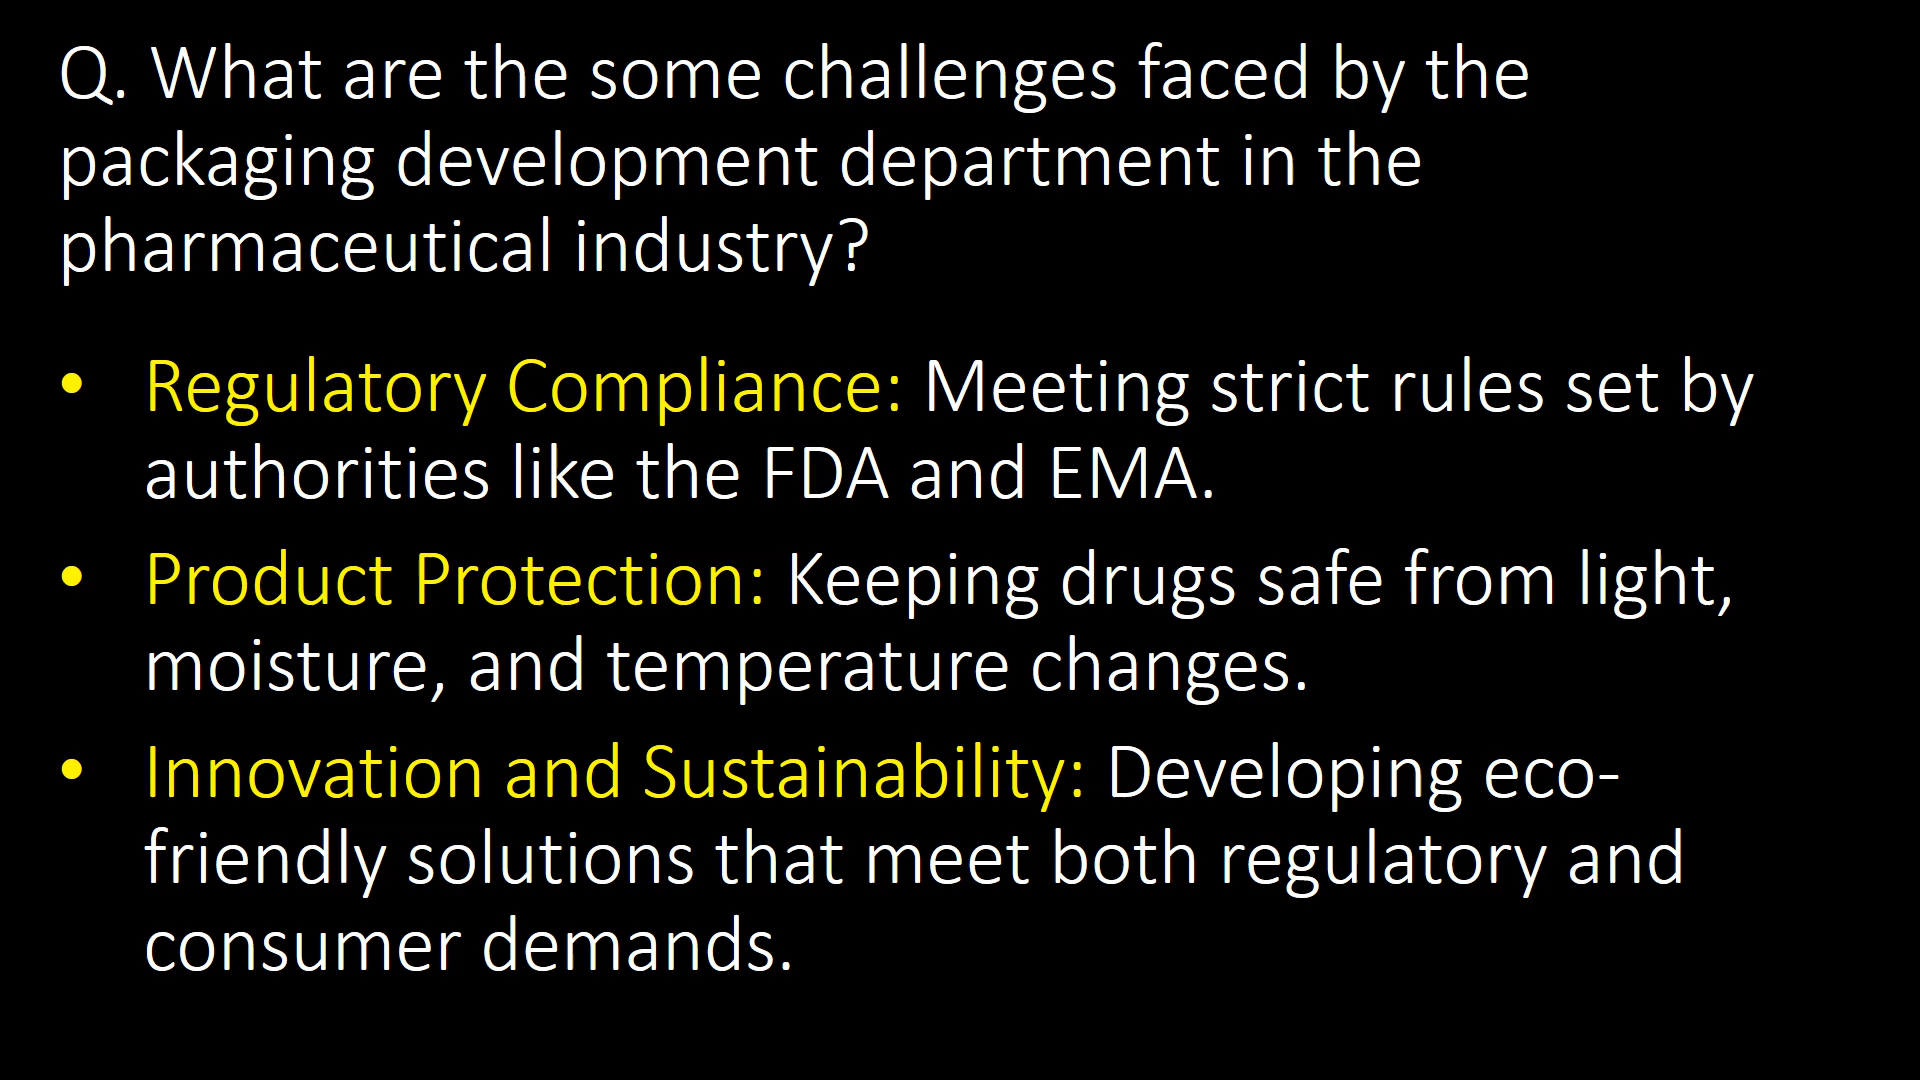 Q. What are the some challenges faced by the
packaging development department in the
pharmaceutical industry?
• Regulatory Compliance: Meeting strict rules set by
authorities like the FDA and EMA.
• Product Protection: Keeping drugs safe from light,
moisture, and temperature changes.
• Innovation and Sustainability: Developing eco-
friendly solutions that meet both regulatory and
consumer demands.